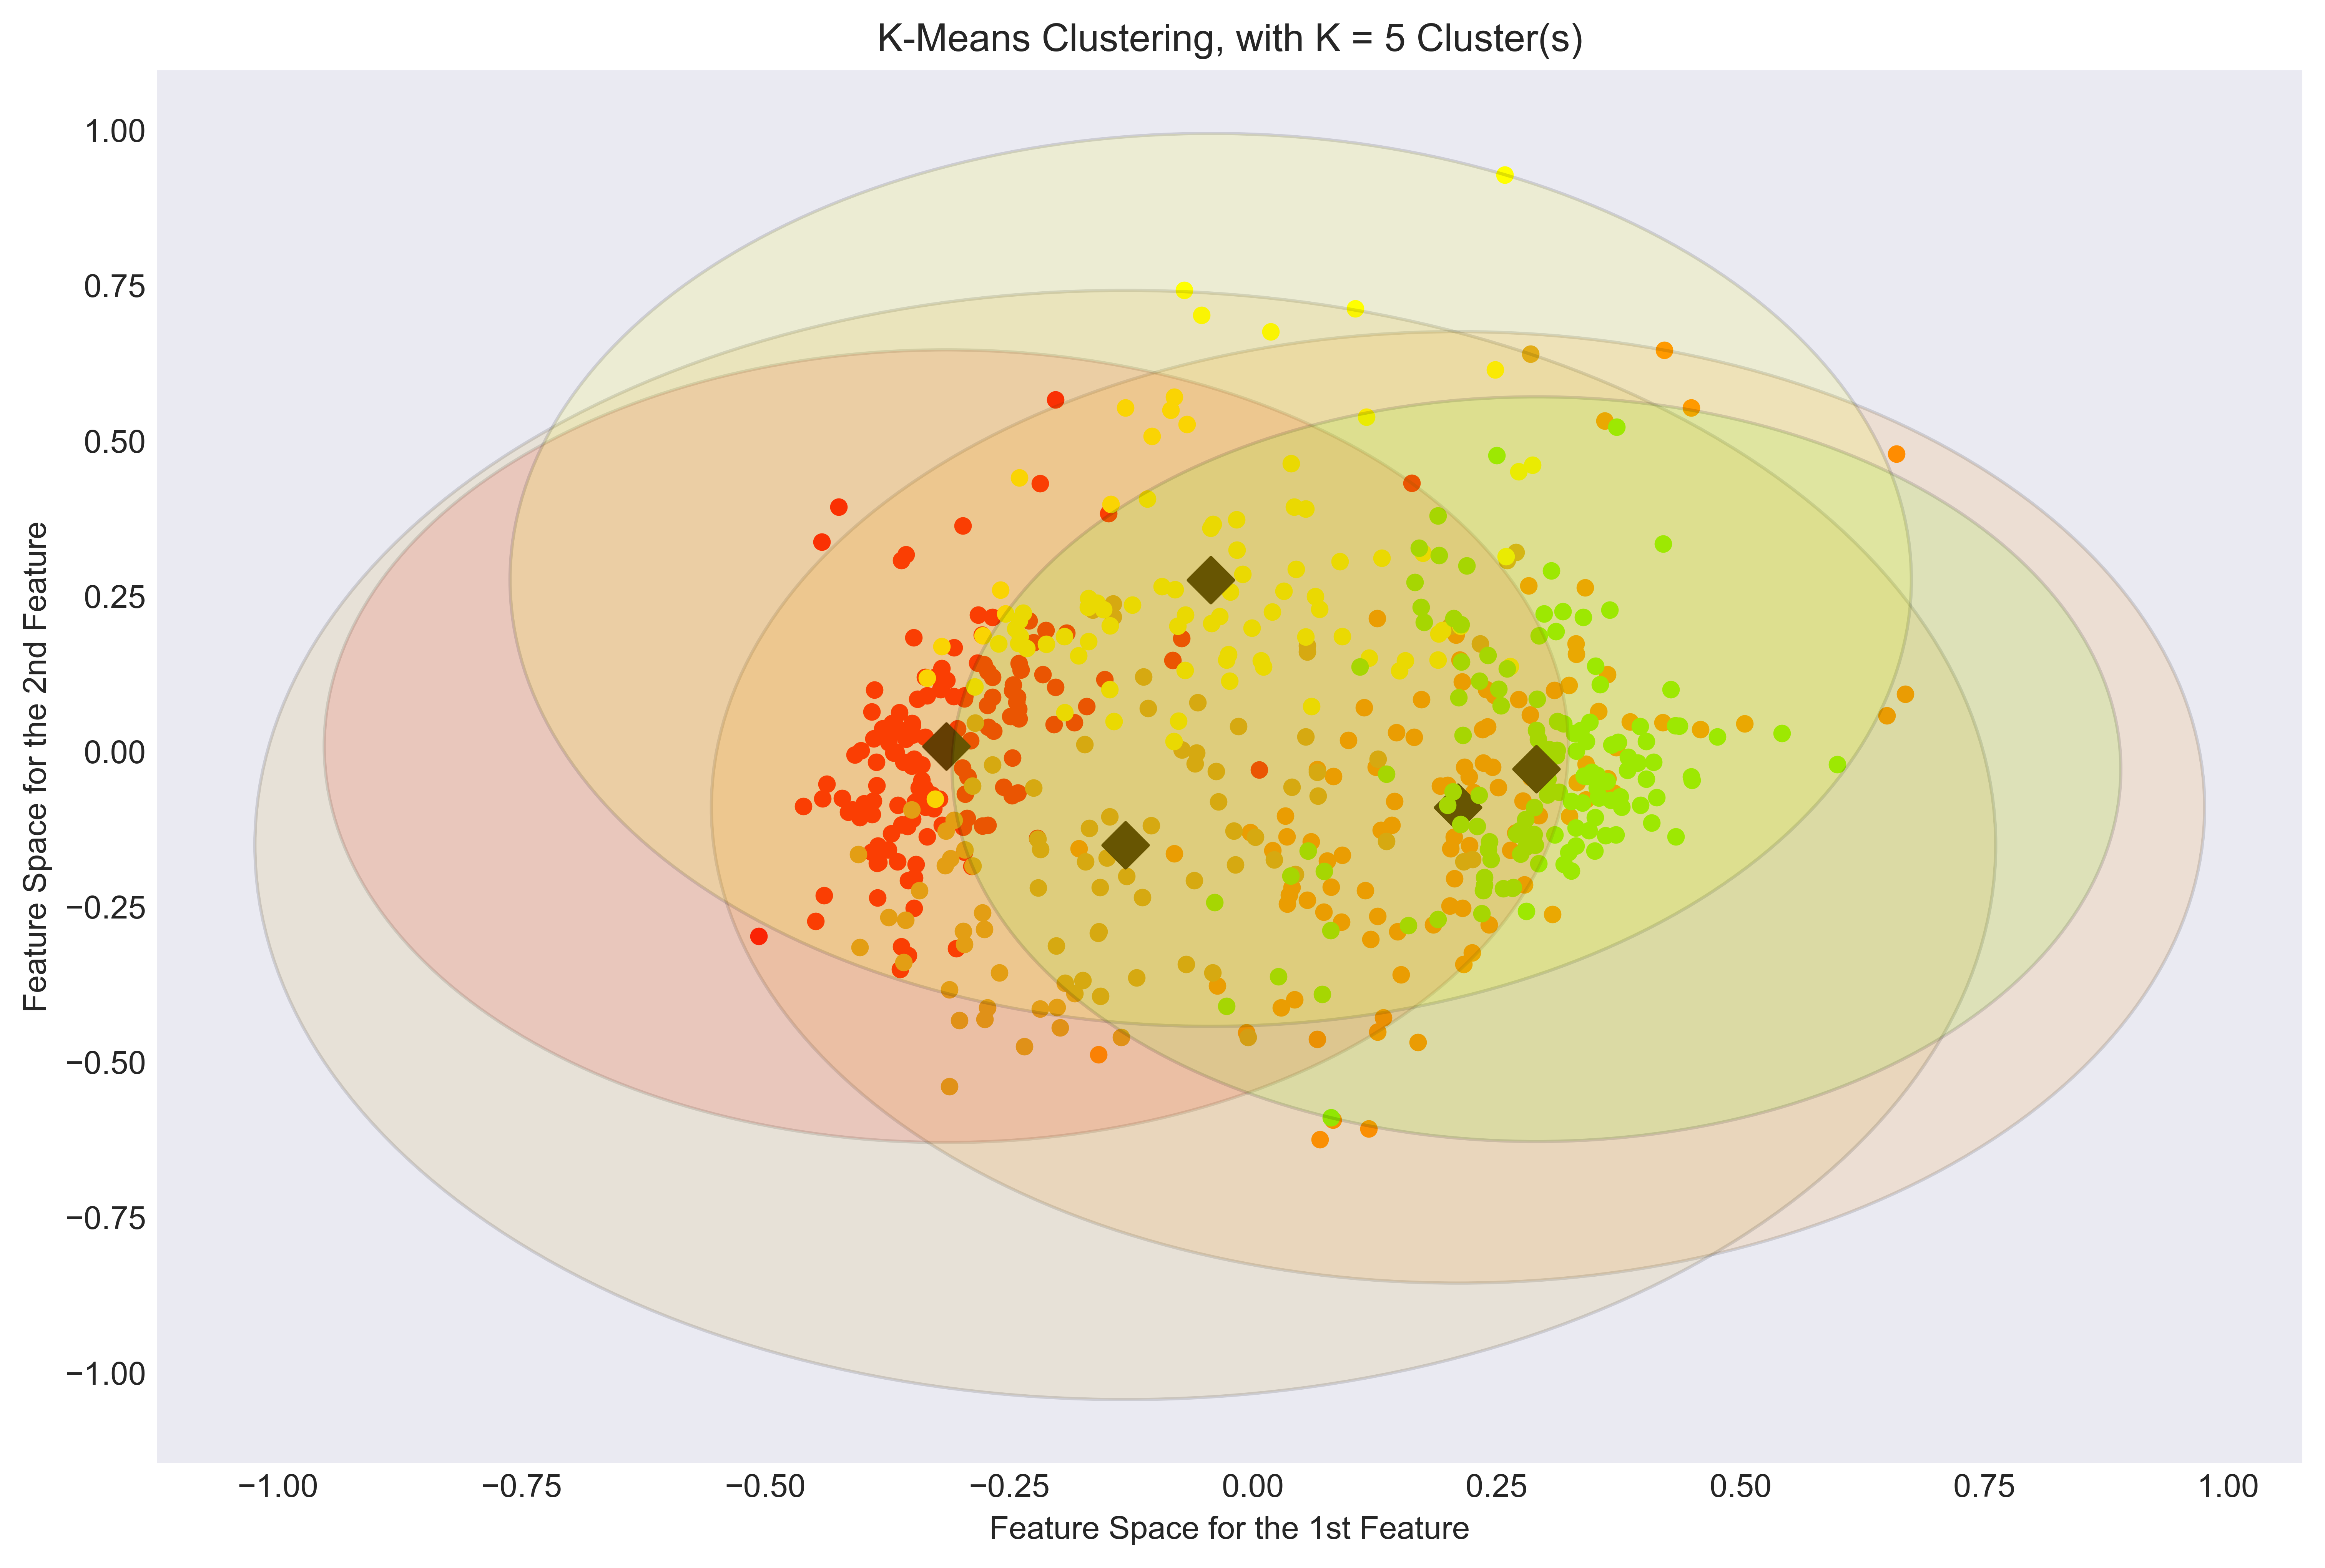 K-Means Clustering, with K = 5 Cluster(s)
Feature Space for the 2nd Feature
1.00
0.75
0.50
0.25
0.00
−0.25
−0.50
−0.75
−1.00
−1.00 −0.75 −0.50 −0.25 0.00 0.25 0.50 0.75 1.00
Feature Space for the 1st Feature